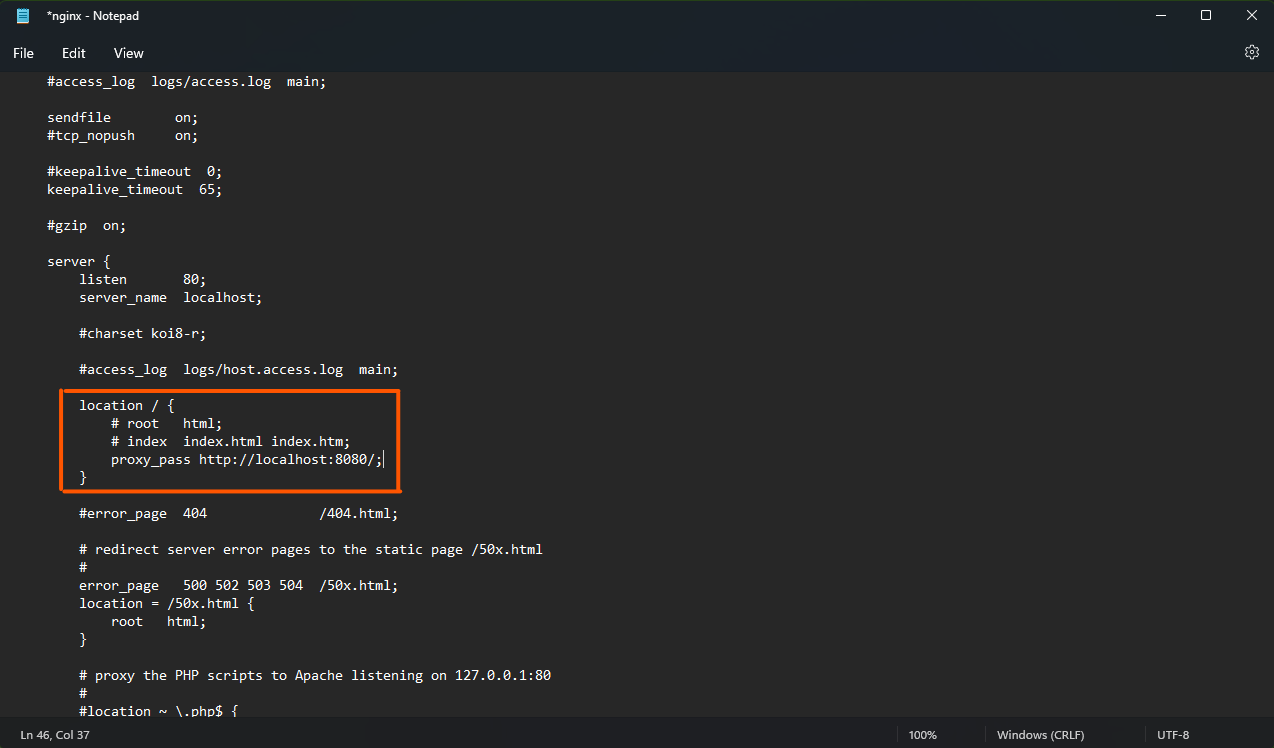 *nginx - Notepad
File Edit View
#access_log  logs/access.log  main;
sendfile        on;
#tcp_nopush     on;
#keepalive_timeout  0;
keepalive_timeout  65;
#gzip  on;
server {
listen       80;
server_name  localhost;
#charset koi8-r;
#access_log  logs/host.access.log  main;
location / {
# root   html;
# index  index.html index.htm;
proxy_pass http://localhost:8080/;
}
#error_page  404              /404.html;
# redirect server error pages to the static page /50x.html
#
error_page   500 502 503 504  /50x.html;
location = /50x.html {
root   html;
}
# proxy the PHP scripts to Apache listening on 127.0.0.1:80
#
#location ~ \.php$ {
Ln 46, Col 37 100% Windows (CRLF) UTF-8